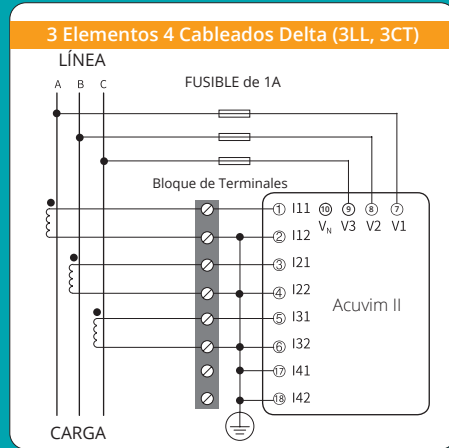 3 Elementos 4 Cableados Delta (3LL, 3CT)
LÍNEA
A B C
FUSIBLE de 1A
Bloque de Terminales
① I11 ⑩ ⑨ ⑧ ⑦
VN V3 V2 V1
② I12
③ I21
④ I22
Acuvim II
⑤ I31
⑥ I32
⑰ I41
⑱ I42
CARGA